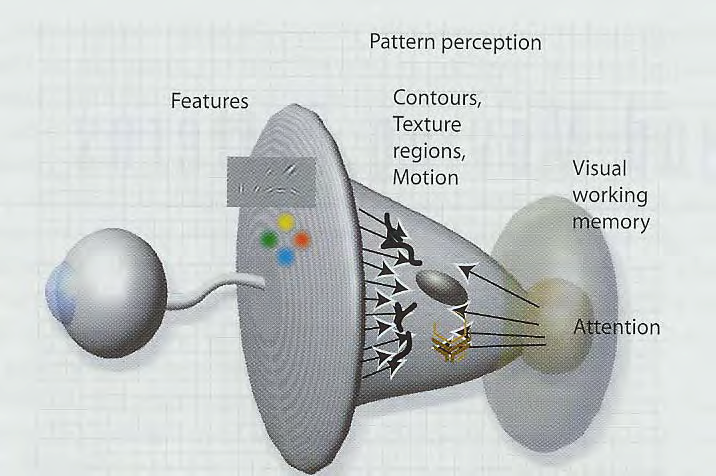 Pattern perception
Features
Contours,
Texture
regions,
Motion
Visual
working
memory
Attention